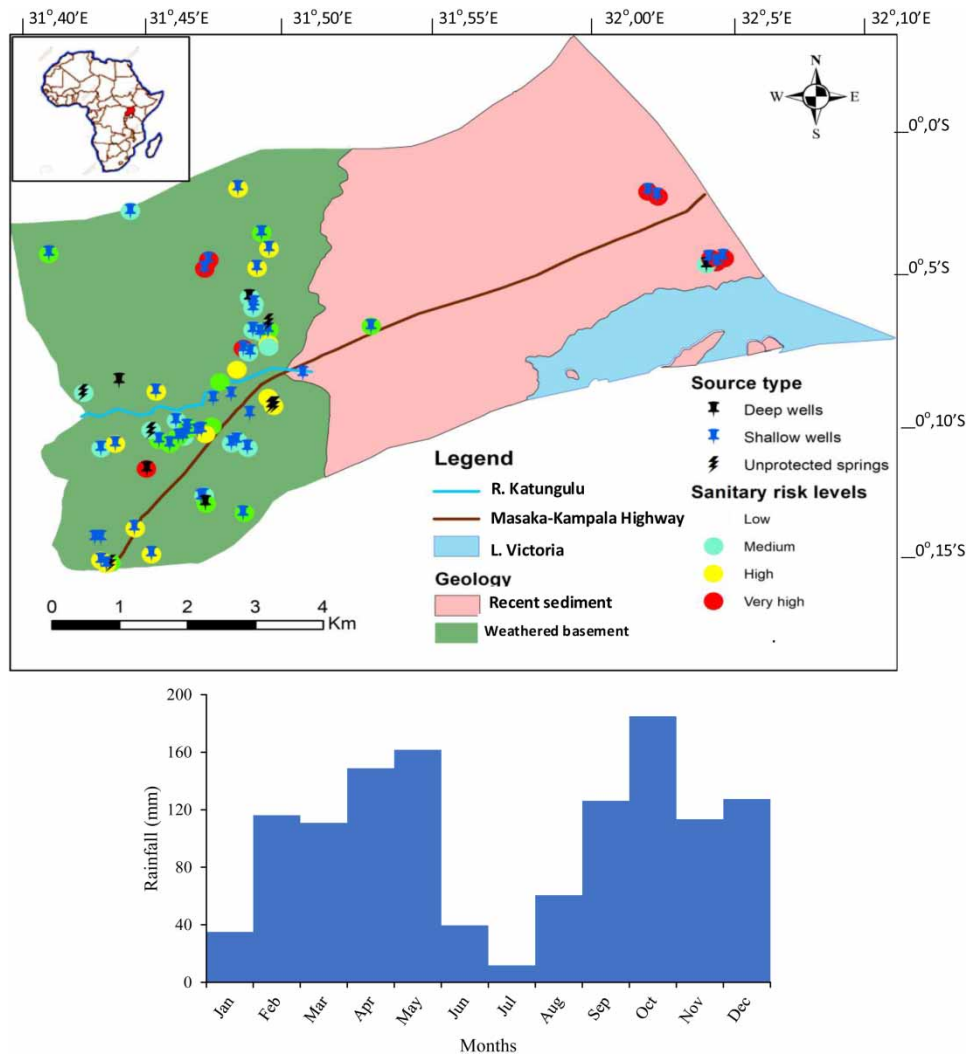 31°,40'E 31°,45'E 31°,50'E 31°,55'E 32°,00'E 32°,5'E 32°,10'E
N
W E
S
0°,0'S
0°,5'S
0°,10'S
0°,15'S
Source type
Deep wells
Shallow wells
Unprotected springs
Sanitary risk levels
Low
Medium
High
Very high
Legend
R. Katungulu
Masaka-Kampala Highway
L. Victoria
Geology
Recent sediment
Weathered basement
0 1 2 3 4
Km
200
160
120
80
40
0
Rainfall (mm)
Jan Feb Mar Apr May Jun Jul Aug Sep Oct Nov Dec
Months